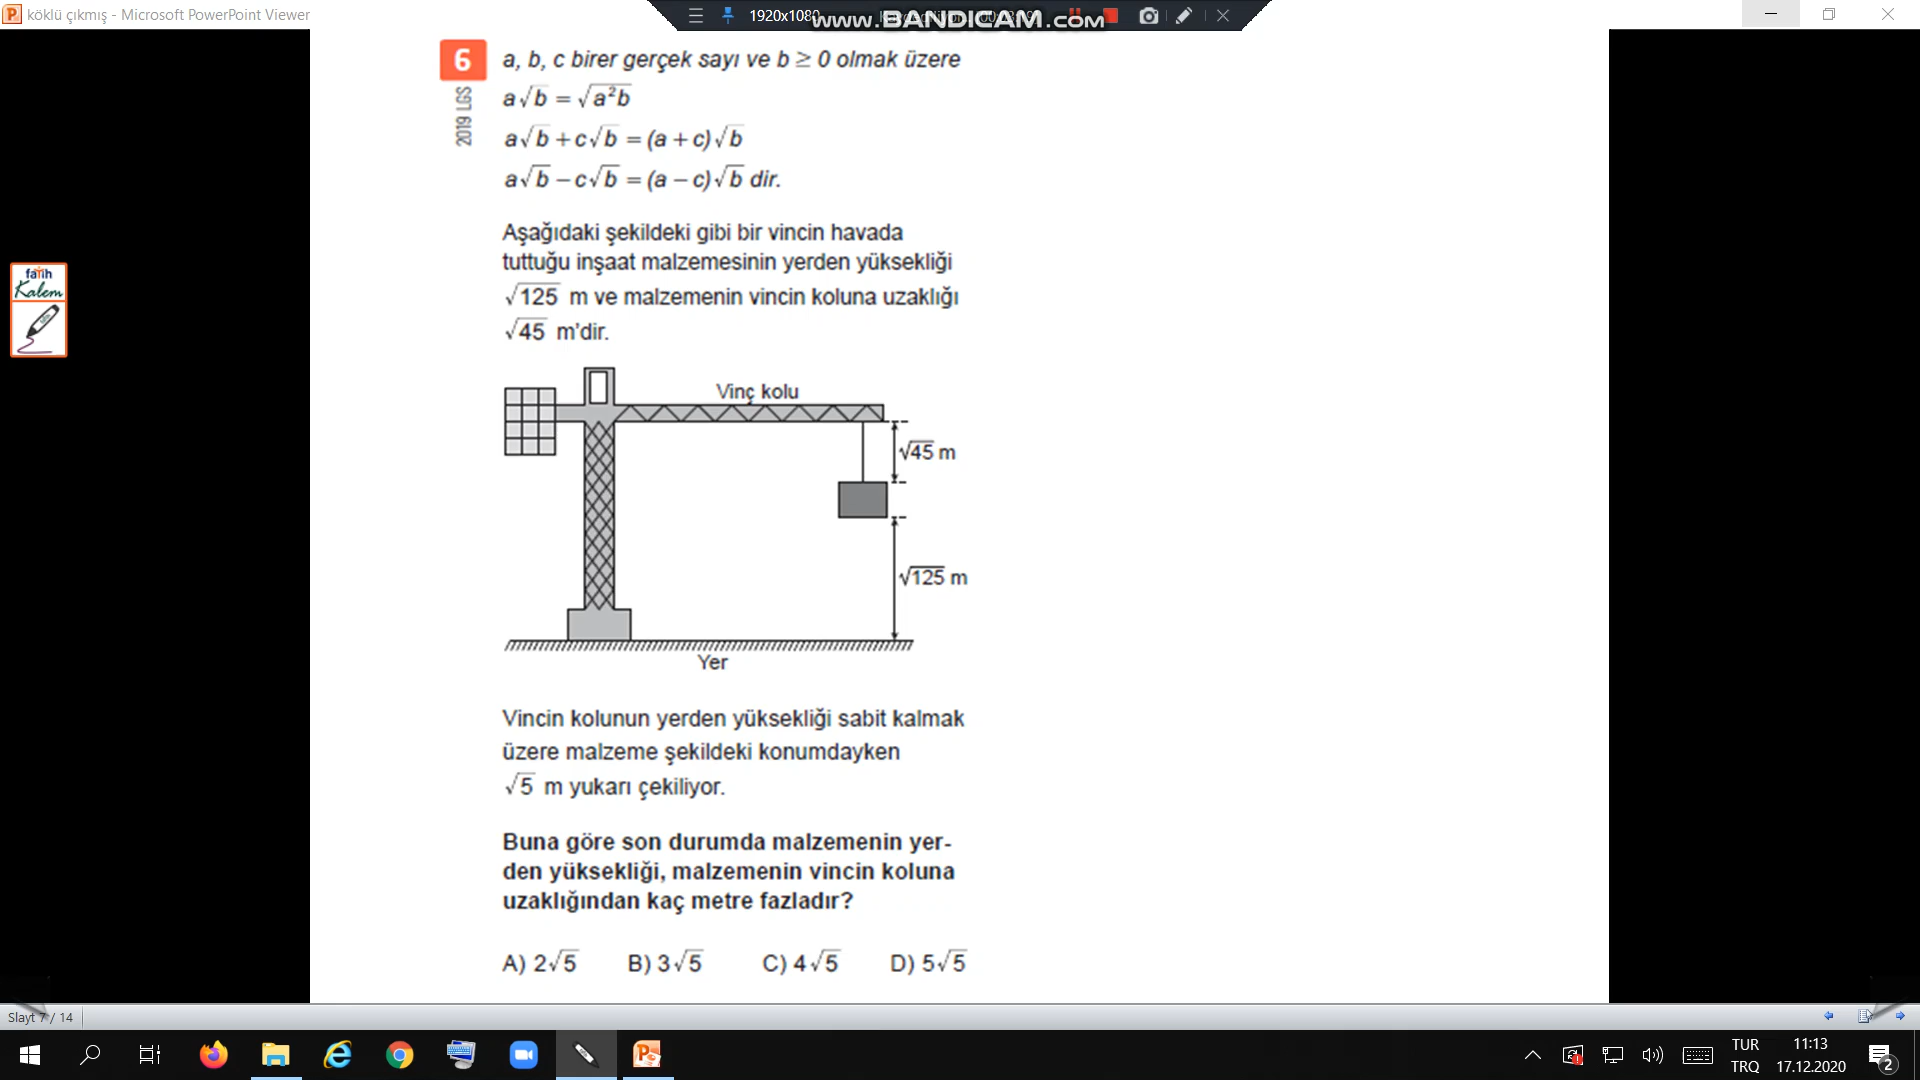 köklü çıkmış - Microsoft PowerPoint Viewer
1920x1080
www.BANDICAM.com
6
2019 LGS
a, b, c birer gerçek sayı ve b ≥ 0 olmak üzere
a√b = √a²b
a√b + c√b = (a + c)√b
a√b – c√b = (a – c)√b dir.
Aşağıdaki şekildeki gibi bir vincin havada
tuttuğu inşaat malzemesinin yerden yüksekliği
√125 m ve malzemenin vincin koluna uzaklığı
√45 m'dir.
fatih
Kalem
Vinç kolu
√45 m
√125 m
Yer
Vincin kolunun yerden yüksekliği sabit kalmak
üzere malzeme şekildeki konumdayken
√5 m yukarı çekiliyor.
Buna göre son durumda malzemenin yer-
den yüksekliği, malzemenin vincin koluna
uzaklığından kaç metre fazladır?
A) 2√5 B) 3√5 C) 4√5 D) 5√5
Slayt 7 / 14
TUR
TRQ
11:13
17.12.2020
2